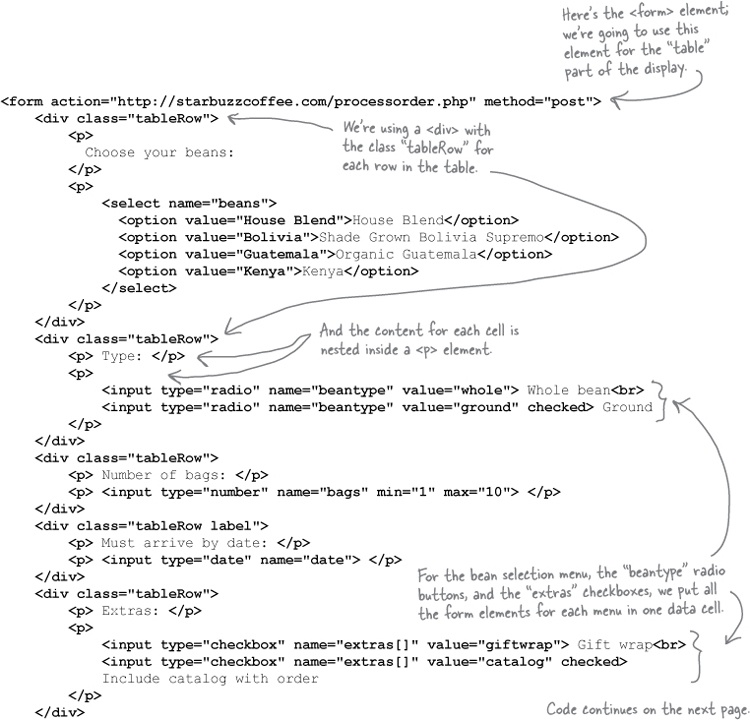 Here's the <form> element;
we're going to use this
element for the "table"
part of the display.
<form action="http://starbuzzcoffee.com/processorder.php" method="post">
<div class="tableRow">
We're using a <div> with
the class "tableRow" for
each row in the table.
<p>
Choose your beans:
</p>
<p>
<select name="beans">
<option value="House Blend">House Blend</option>
<option value="Bolivia">Shade Grown Bolivia Supremo</option>
<option value="Guatemala">Organic Guatemala</option>
<option value="Kenya">Kenya</option>
</select>
</p>
</div>
<div class="tableRow">
And the content for each cell is
nested inside a <p> element.
<p> Type: </p>
<p>
<input type="radio" name="beantype" value="whole"> Whole bean<br>
<input type="radio" name="beantype" value="ground" checked> Ground
</p>
</div>
<div class="tableRow">
<p> Number of bags: </p>
<p> <input type="number" name="bags" min="1" max="10"> </p>
</div>
<div class="tableRow label">
<p> Must arrive by date: </p>
<p> <input type="date" name="date"> </p>
</div>
For the bean selection menu, the "beantype" radio
buttons, and the "extras" checkboxes, we put all
the form elements for each menu in one data cell.
<div class="tableRow">
<p> Extras: </p>
<p>
<input type="checkbox" name="extras[]" value="giftwrap"> Gift wrap<br>
<input type="checkbox" name="extras[]" value="catalog" checked>
Include catalog with order
</p>
</div>
Code continues on the next page.